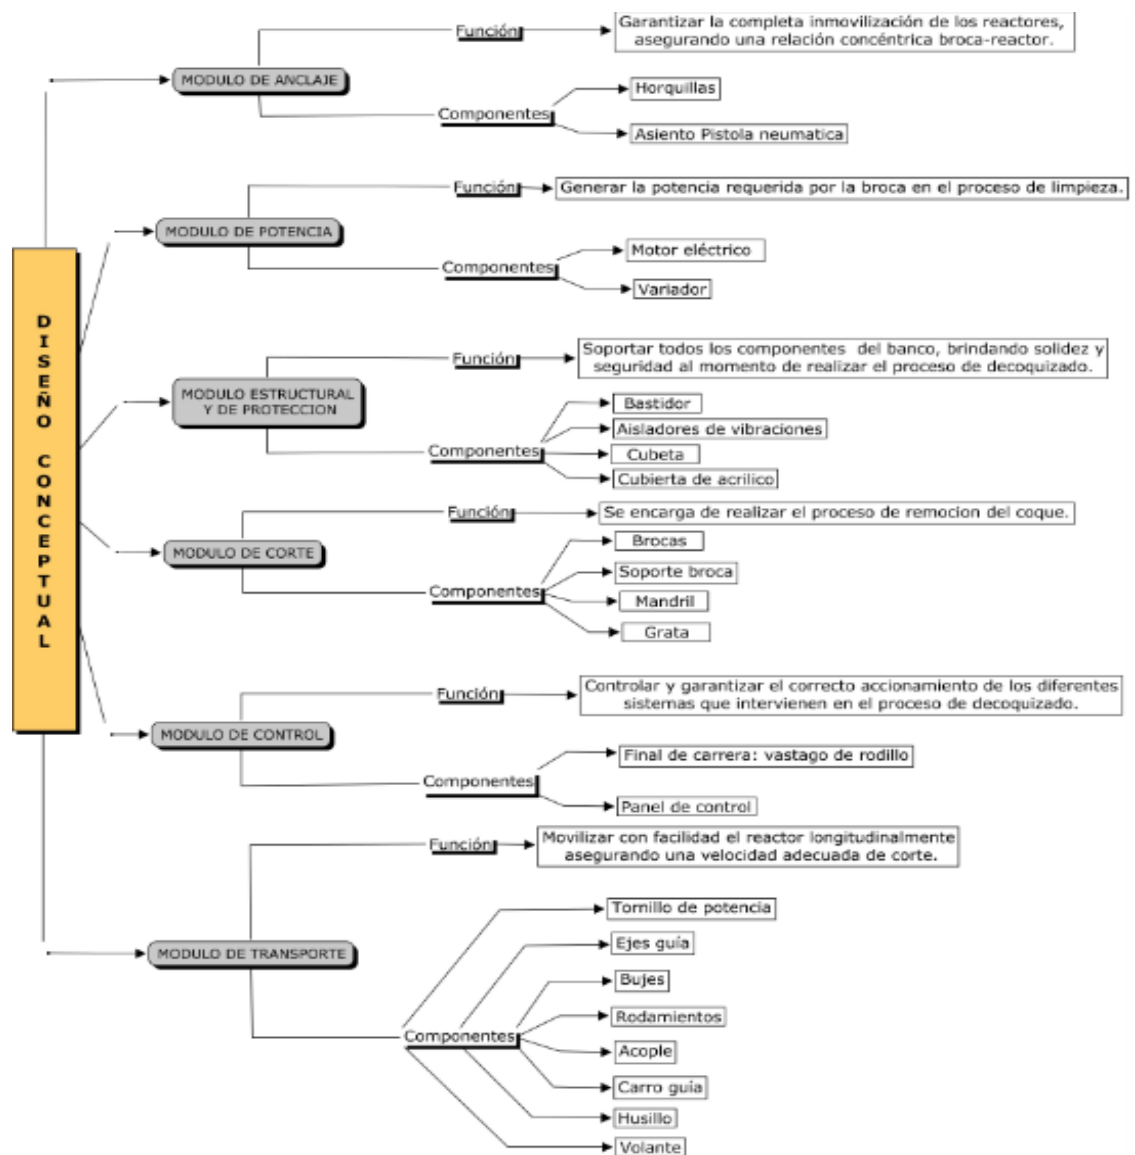 DISEÑO CONCEPTUAL
MODULO DE ANCLAJE
Función
Garantizar la completa inmovilización de los reactores,
asegurando una relación concéntrica broca-reactor.
Componentes
Horquillas
Asiento Pistola neumatica
MODULO DE POTENCIA
Función
Generar la potencia requerida por la broca en el proceso de limpieza.
Componentes
Motor eléctrico
Variador
MODULO ESTRUCTURAL
Y DE PROTECCION
Función
Soportar todos los componentes del banco, brindando solidez y
seguridad al momento de realizar el proceso de decoquizado.
Componentes
Bastidor
Aisladores de vibraciones
Cubeta
Cubierta de acrilico
MODULO DE CORTE
Función
Se encarga de realizar el proceso de remocion del coque.
Componentes
Brocas
Soporte broca
Mandril
Grata
MODULO DE CONTROL
Función
Controlar y garantizar el correcto accionamiento de los diferentes
sistemas que intervienen en el proceso de decoquizado.
Componentes
Final de carrera: vastago de rodillo
Panel de control
MODULO DE TRANSPORTE
Función
Movilizar con facilidad el reactor longitudinalmente
asegurando una velocidad adecuada de corte.
Componentes
Tornillo de potencia
Ejes guía
Bujes
Rodamientos
Acople
Carro guía
Husillo
Volante